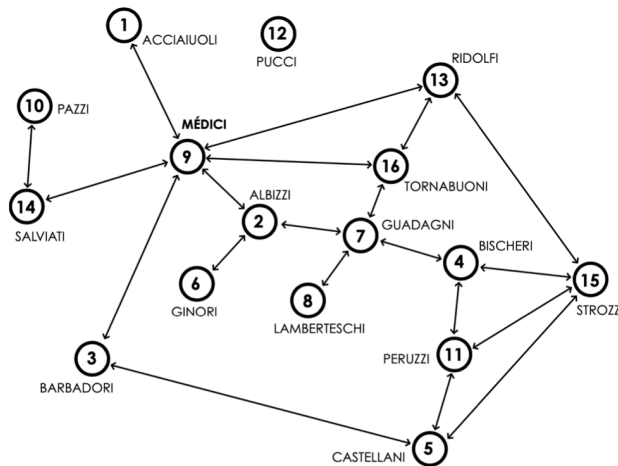 1
ACCIAIUOLI
12
PUCCI
RIDOLFI
13
10
PAZZI
MÉDICI
9
16
TORNABUONI
14
SALVIATI
ALBIZZI
2
7
GUADAGNI
BISCHERI
4
15
STROZZ
6
GINORI
8
LAMBERTESCHI
3
BARBADORI
PERUZZI
11
CASTELLANI
5